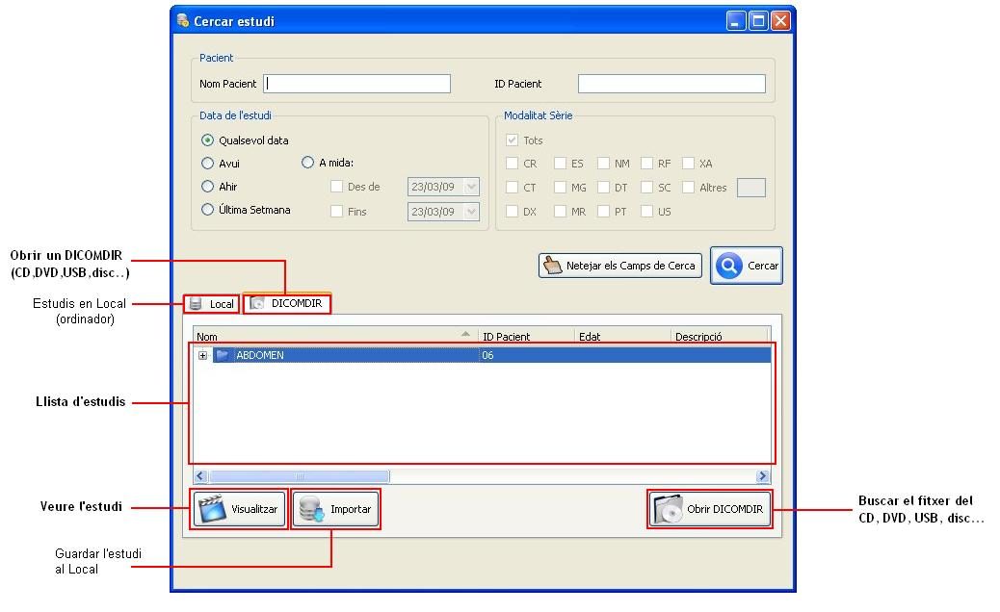 Cercar estudi
Pacient
Nom Pacient
ID Pacient
Data de l'estudi
Qualsevol data
Avui
A mida:
Ahir
Des de 23/03/09
Última Setmana
Fins 23/03/09
Modalitat Sèrie
Tots
CR ES NM RF XA
CT MG DT SC Altres
DX MR PT US
Netejar els Camps de Cerca
Cercar
Obrir un DICOMDIR
(CD,DVD,USB,disc..)
Estudis en Local
(ordinador)
Local
DICOMDIR
Nom ID Pacient Edat Descripció
ABDOMEN 06
Llista d'estudis
Veure l'estudi
Visualitzar
Importar
Obrir DICOMDIR
Buscar el fitxer del
CD, DVD, USB, disc...
Guardar l'estudi
al Local